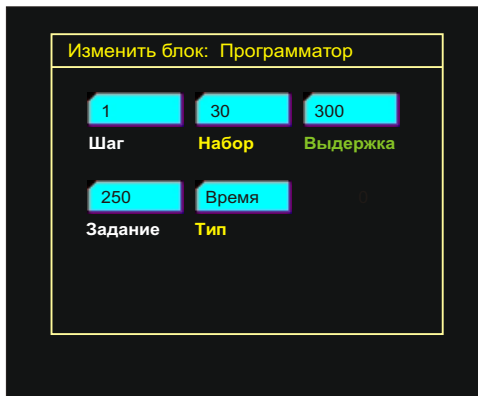 Изменить блок: Программатор
1 30 300
Шаг Набор Выдержка
250 Время 0
Задание Тип